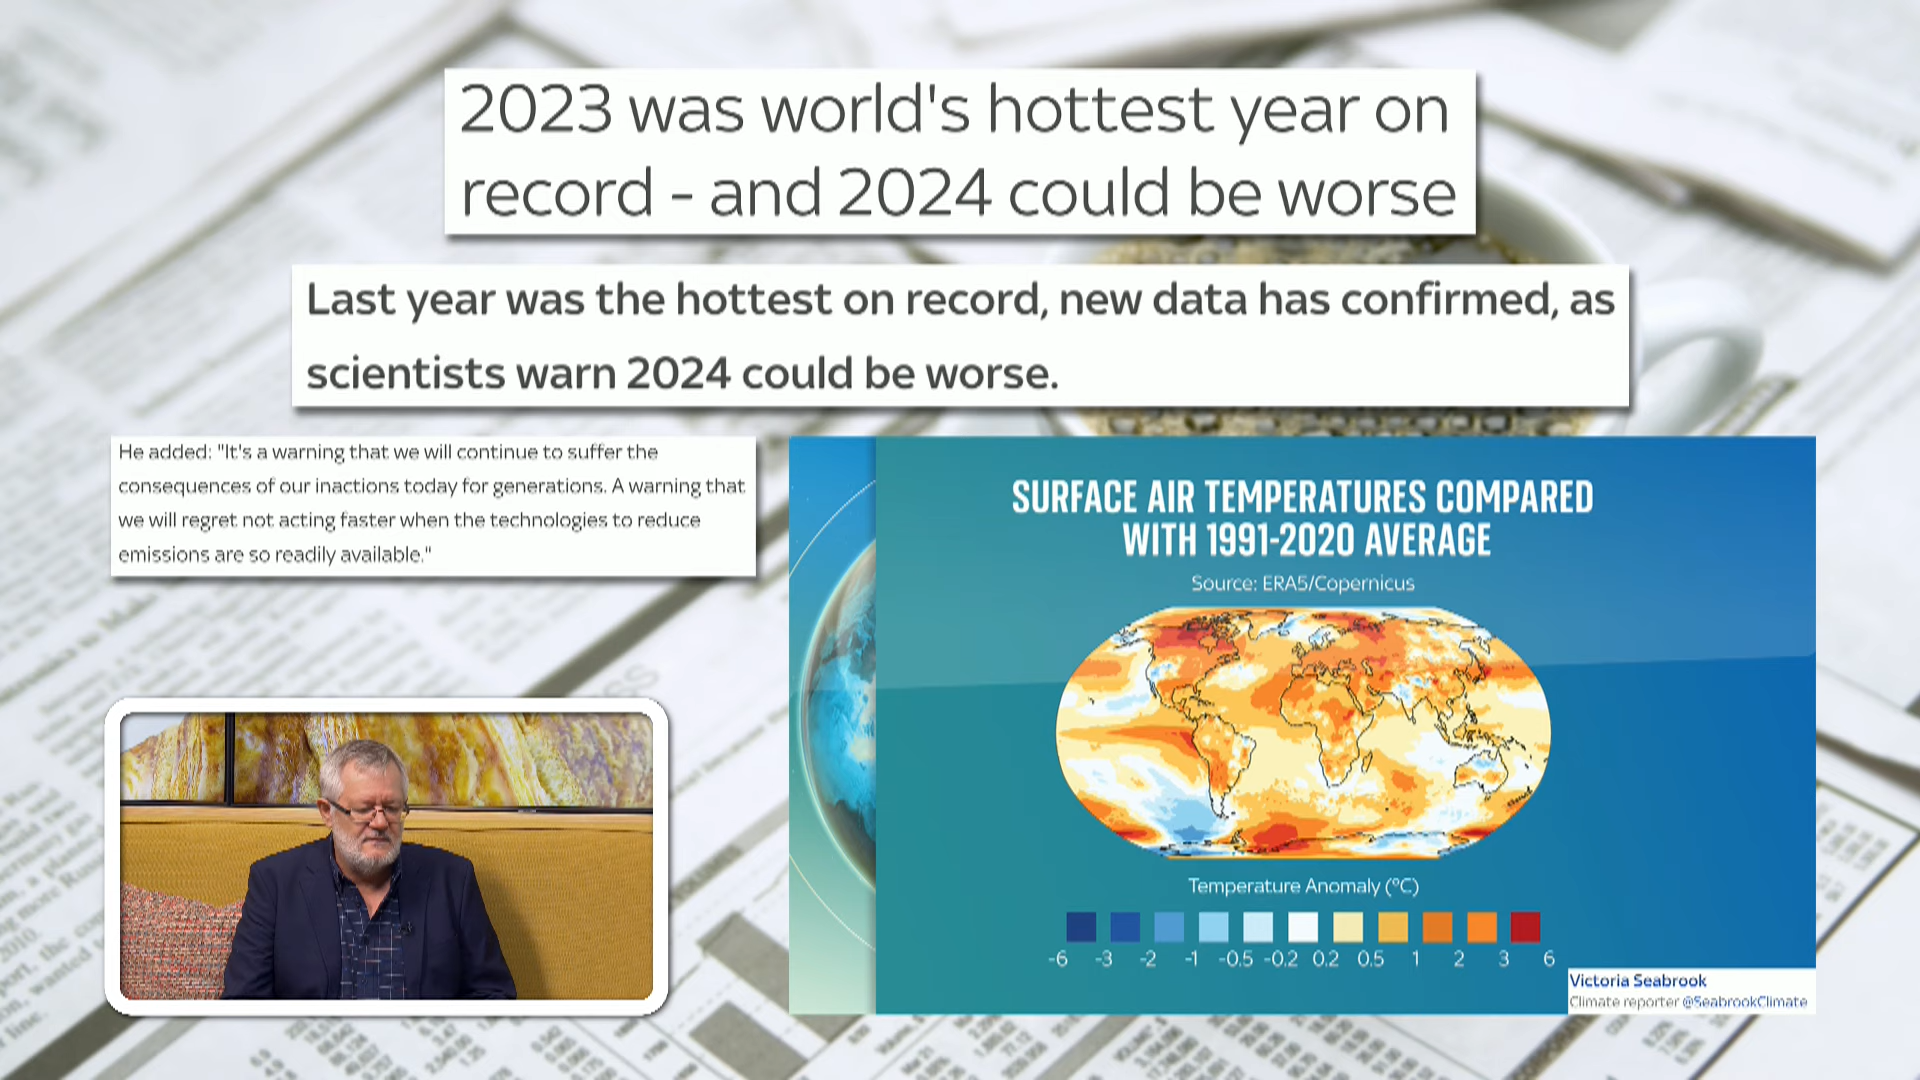 2023 was world's hottest year on
record - and 2024 could be worse
Last year was the hottest on record, new data has confirmed, as
scientists warn 2024 could be worse.
He added: "It's a warning that we will continue to suffer the
consequences of our inactions today for generations. A warning that
we will regret not acting faster when the technologies to reduce
emissions are so readily available."
SURFACE AIR TEMPERATURES COMPARED
WITH 1991-2020 AVERAGE
Source: ERA5/Copernicus
Temperature Anomaly (°C)
-6 -3 -2 -1 -0.5 -0.2 0.2 0.5 1 2 3 6
Victoria Seabrook
Climate reporter @SeabrookClimate